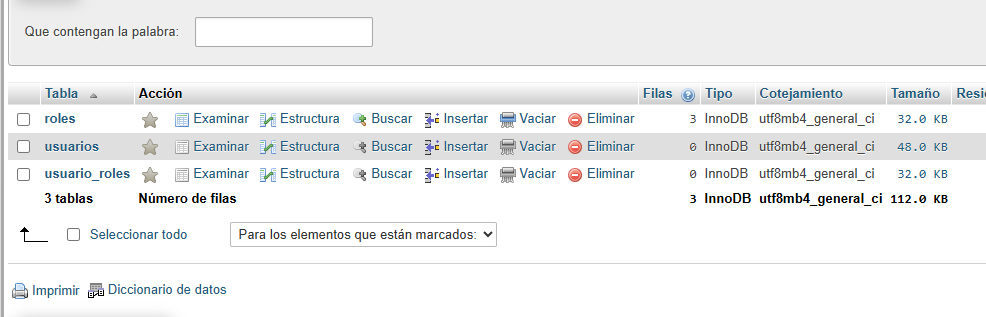 Que contengan la palabra:
Tabla Acción Filas Tipo Cotejamiento Tamaño Resi
roles Examinar Estructura Buscar Insertar Vaciar Eliminar 3 InnoDB utf8mb4_general_ci 32.0 KB
usuarios Examinar Estructura Buscar Insertar Vaciar Eliminar 0 InnoDB utf8mb4_general_ci 48.0 KB
usuario_roles Examinar Estructura Buscar Insertar Vaciar Eliminar 0 InnoDB utf8mb4_general_ci 32.0 KB
3 tablas Número de filas 3 InnoDB utf8mb4_general_ci 112.0 KB
Seleccionar todo Para los elementos que están marcados:
Imprimir Diccionario de datos